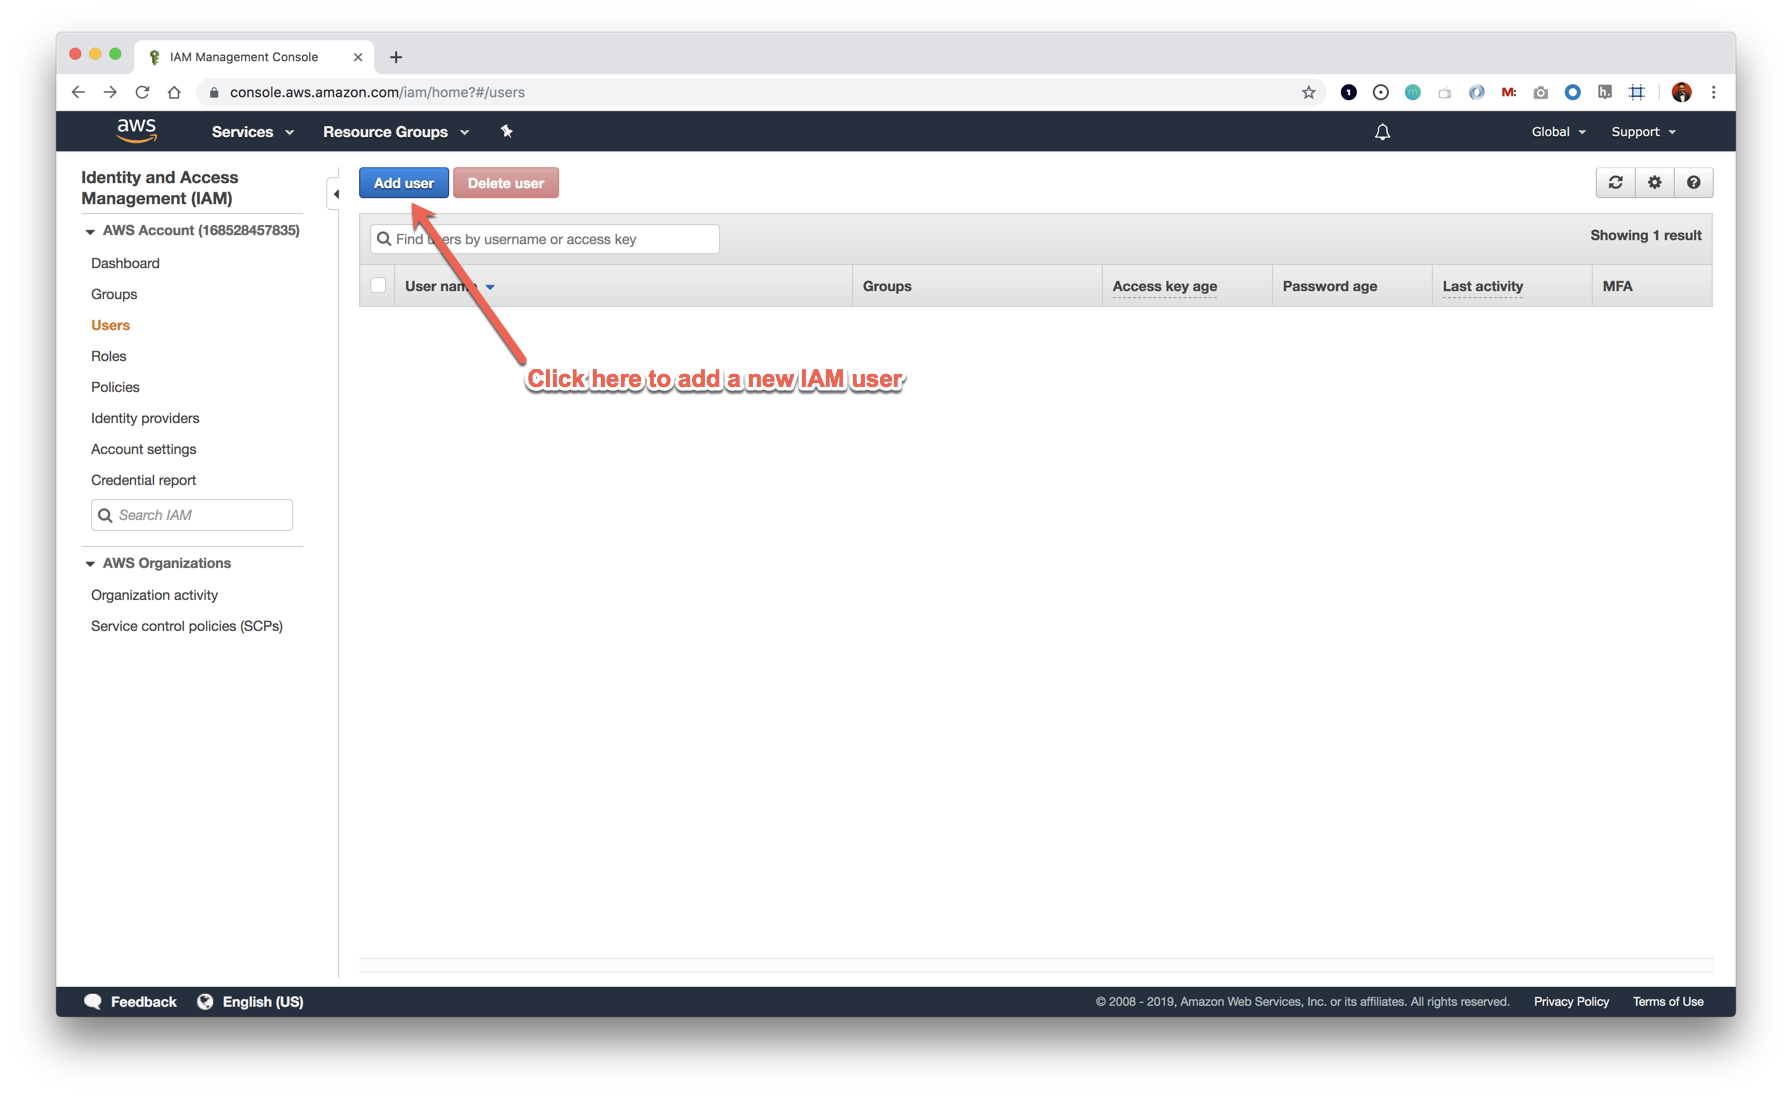 IAM Management Console
console.aws.amazon.com/iam/home?#/users
1
M:
h.
aws
Services
Resource Groups
Global
Support
Identity and Access
Management (IAM)
AWS Account (168528457835)
Dashboard
Groups
Users
Roles
Policies
Identity providers
Account settings
Credential report
Search IAM
AWS Organizations
Organization activity
Service control policies (SCPs)
Add user
Delete user
Find users by username or access key
Showing 1 result
User name
Groups
Access key age
Password age
Last activity
MFA
Click here to add a new IAM user
Feedback
English (US)
© 2008 - 2019, Amazon Web Services, Inc. or its affiliates. All rights reserved.
Privacy Policy
Terms of Use